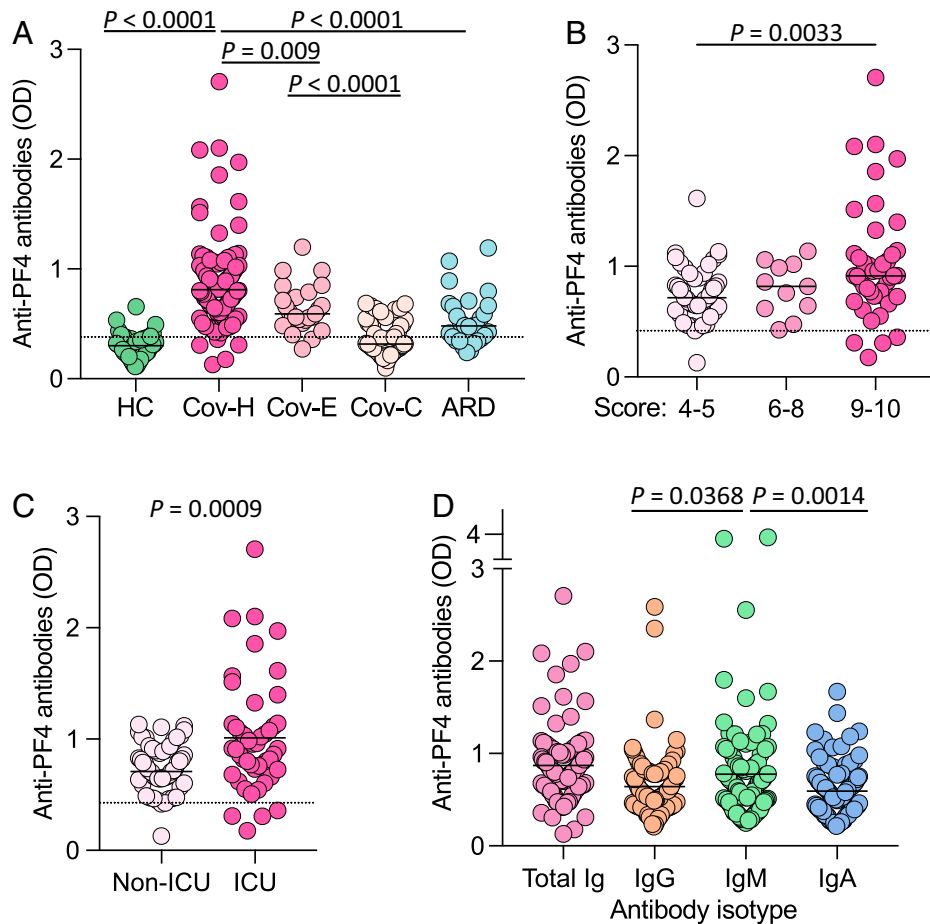 A
P < 0.0001
P < 0.0001
P = 0.009
P < 0.0001
Anti-PF4 antibodies (OD)
3
2
1
0
HC Cov-H Cov-E Cov-C ARD
B
P = 0.0033
Anti-PF4 antibodies (OD)
3
2
1
0
Score: 4-5 6-8 9-10
C
P = 0.0009
Anti-PF4 antibodies (OD)
3
2
1
0
Non-ICU ICU
D
P = 0.0368
P = 0.0014
Anti-PF4 antibodies (OD)
4
3
2
1
0
Total Ig IgG IgM IgA
Antibody isotype